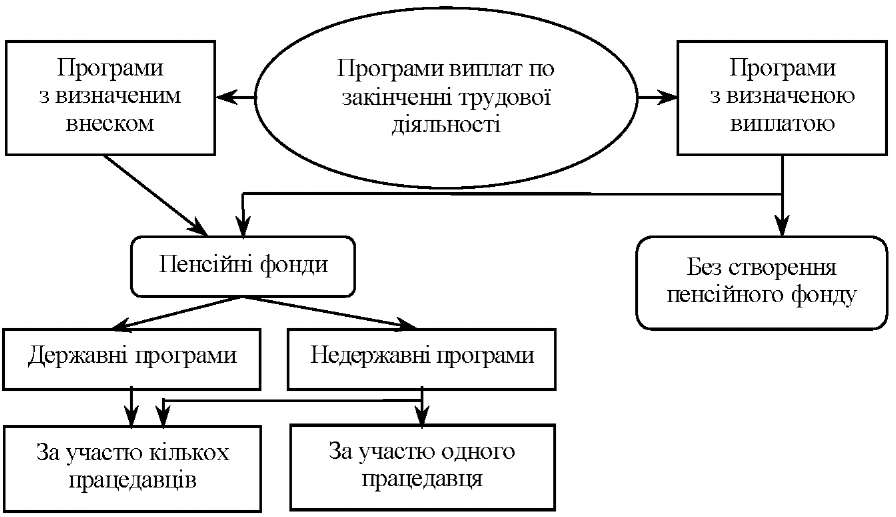 Програми
з визначеним
внеском
Програми виплат по
закінченні трудової
діяльності
Програми
з визначеною
виплатою
Пенсійні фонди
Без створення
пенсійного фонду
Державні програми
Недержавні програми
За участю кількох
працедавців
За участю одного
працедавця